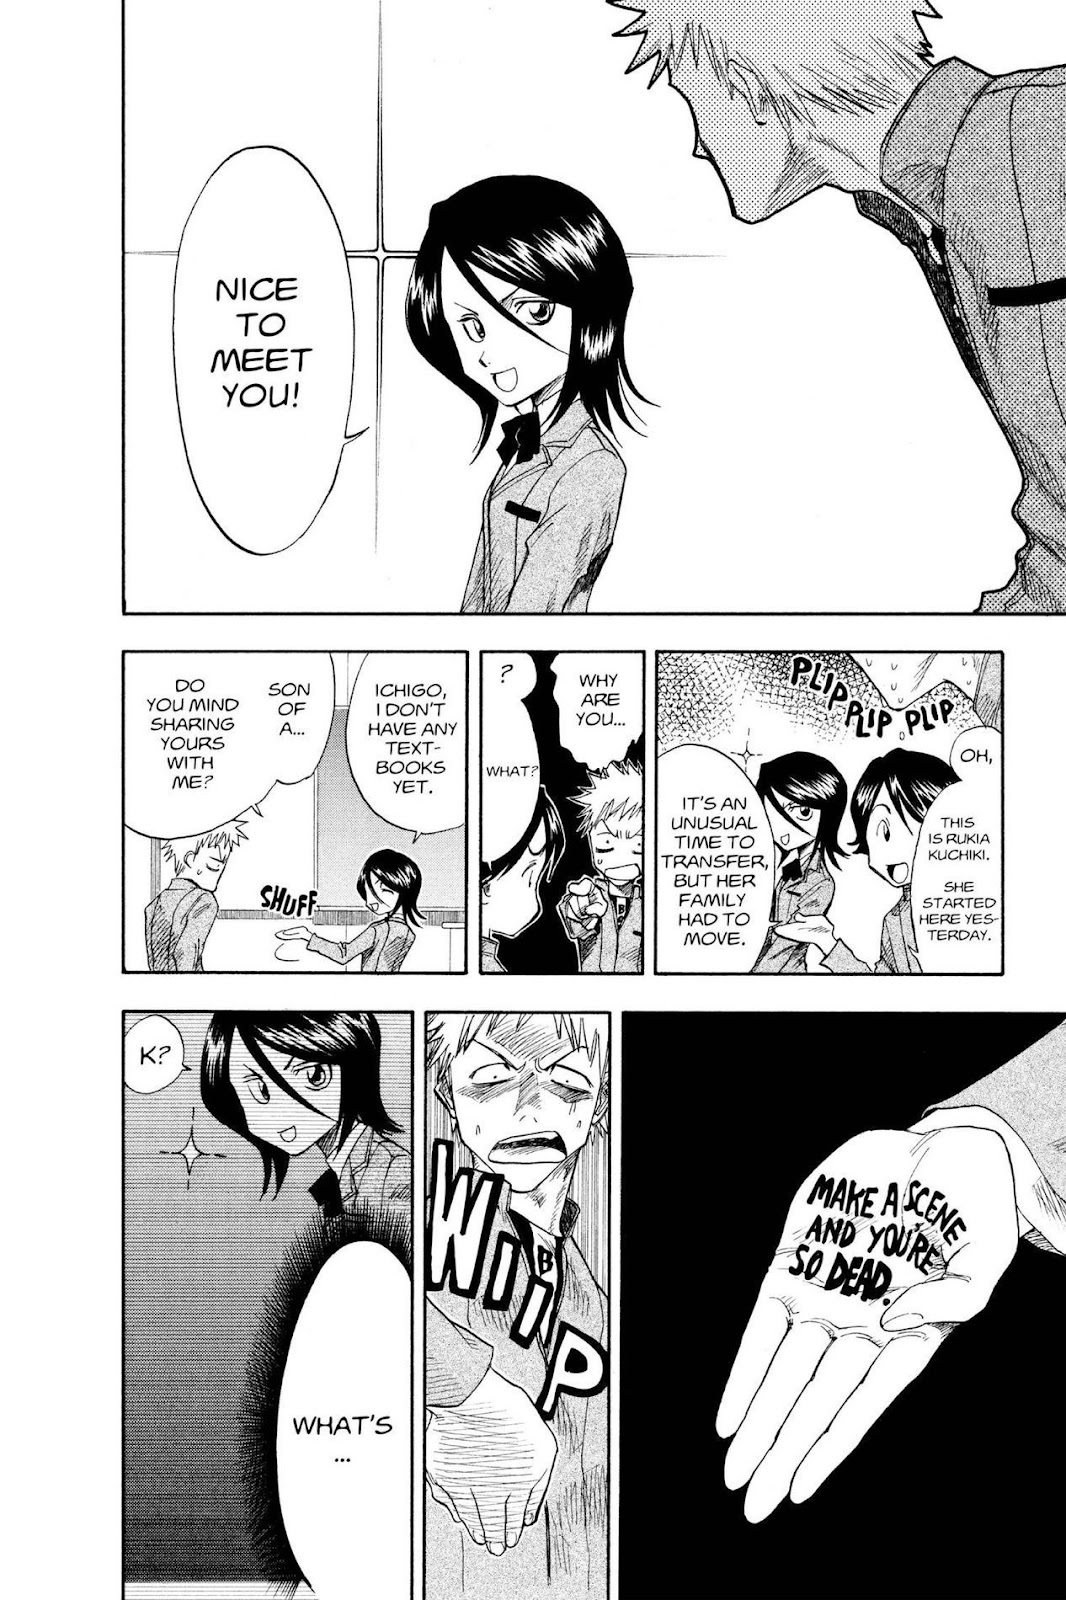 NICE
TO
MEET
YOU!
PLIP
PLIP
PLIP
OH,
THIS
IS RUKIA
KUCHIKI.
SHE
STARTED
HERE YES-
TERDAY.
IT'S AN
UNUSUAL
TIME TO
TRANSFER,
BUT HER
FAMILY
HAD TO
MOVE.
WHY
ARE
YOU...
B
?
WHAT?
ICHIGO,
I DON'T
HAVE ANY
TEXT-
BOOKS
YET.
SON
OF
A...
DO
YOU MIND
SHARING
YOURS
WITH
ME?
SHUFF
MAKE A SCENE
AND YOU'RE
SO DEAD.
B
WIIIP
K?
WHAT'S
...